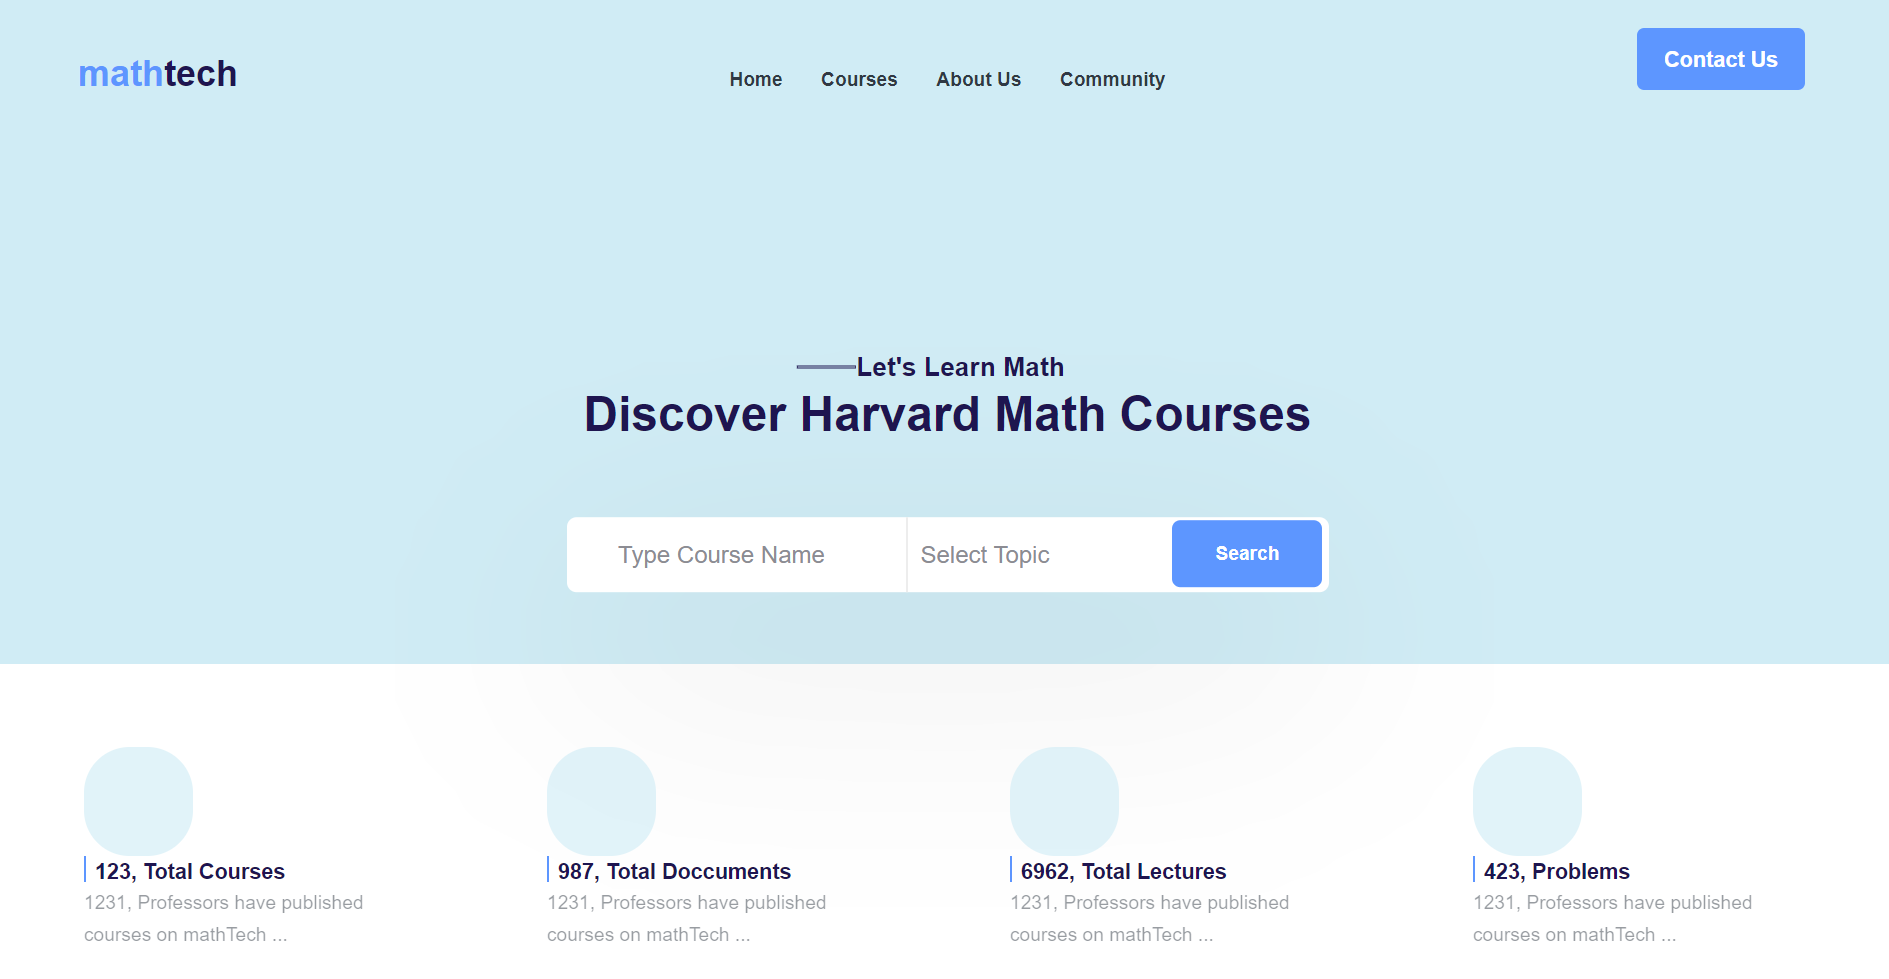 mathtech
Home Courses About Us Community
Contact Us
Let's Learn Math
Discover Harvard Math Courses
Type Course Name
Select Topic
Search
123, Total Courses
1231, Professors have published
courses on mathTech ...
987, Total Doccuments
1231, Professors have published
courses on mathTech ...
6962, Total Lectures
1231, Professors have published
courses on mathTech ...
423, Problems
1231, Professors have published
courses on mathTech ...